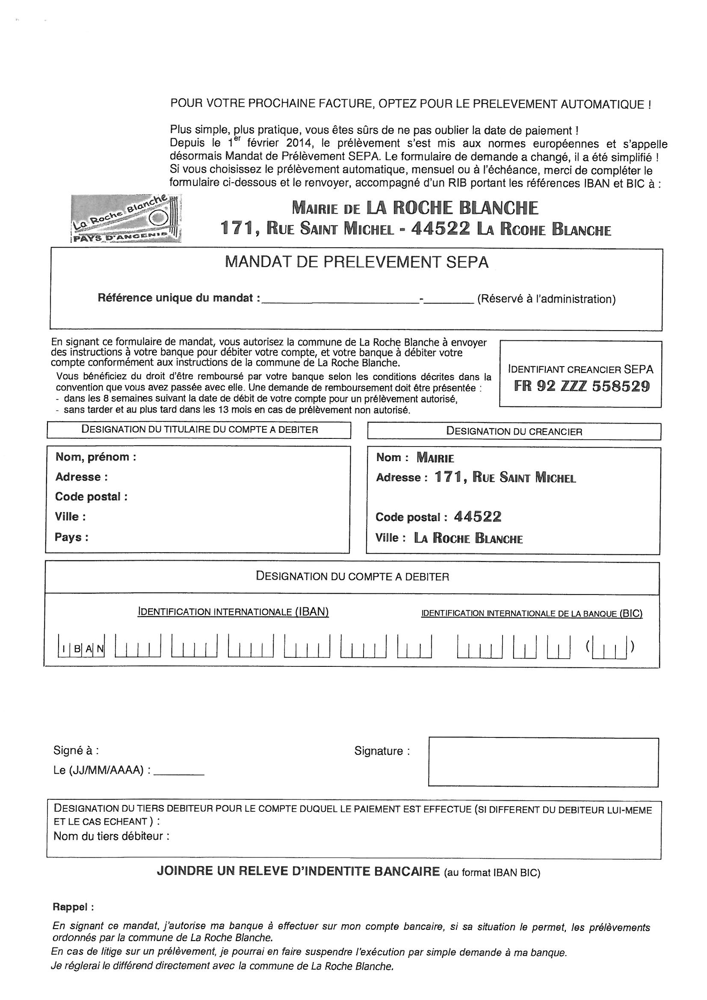 POUR VOTRE PROCHAINE FACTURE, OPTEZ POUR LE PRELEVEMENT AUTOMATIQUE !
Plus simple, plus pratique, vous êtes sûrs de ne pas oublier la date de paiement !
Depuis le 1er février 2014, le prélèvement s'est mis aux normes européennes et s'appelle
désormais Mandat de Prélèvement SEPA. Le formulaire de demande a changé, il a été simplifié !
Si vous choisissez le prélèvement automatique, mensuel ou à l'échéance, merci de compléter le
formulaire ci-dessous et le renvoyer, accompagné d'un RIB portant les références IBAN et BIC à :
La Roche Blanche
PAYS D'ANCENIS
MAIRIE DE LA ROCHE BLANCHE
171, RUE SAINT MICHEL - 44522 LA RCOHE BLANCHE
MANDAT DE PRELEVEMENT SEPA
Référence unique du mandat : - (Réservé à l'administration)
En signant ce formulaire de mandat, vous autorisez la commune de La Roche Blanche à envoyer
des instructions à votre banque pour débiter votre compte, et votre banque à débiter votre
compte conformément aux instructions de la commune de La Roche Blanche.
Vous bénéficiez du droit d'être remboursé par votre banque selon les conditions décrites dans la
convention que vous avez passée avec elle. Une demande de remboursement doit être présentée :
- dans les 8 semaines suivant la date de débit de votre compte pour un prélèvement autorisé,
- sans tarder et au plus tard dans les 13 mois en cas de prélèvement non autorisé.
IDENTIFIANT CREANCIER SEPA
FR 92 ZZZ 558529
DESIGNATION DU TITULAIRE DU COMPTE A DEBITER
Nom, prénom :
Adresse :
Code postal :
Ville :
Pays :
DESIGNATION DU CREANCIER
Nom : MAIRIE
Adresse : 171, RUE SAINT MICHEL
Code postal : 44522
Ville : LA ROCHE BLANCHE
DESIGNATION DU COMPTE A DEBITER
IDENTIFICATION INTERNATIONALE (IBAN)
IDENTIFICATION INTERNATIONALE DE LA BANQUE (BIC)
I B A N ( )
Signé à :
Signature :
Le (JJ/MM/AAAA) :
DESIGNATION DU TIERS DEBITEUR POUR LE COMPTE DUQUEL LE PAIEMENT EST EFFECTUE (SI DIFFERENT DU DEBITEUR LUI-MEME
ET LE CAS ECHEANT) :
Nom du tiers débiteur :
JOINDRE UN RELEVE D'INDENTITE BANCAIRE (au format IBAN BIC)
Rappel :
En signant ce mandat, j'autorise ma banque à effectuer sur mon compte bancaire, si sa situation le permet, les prélèvements
ordonnés par la commune de La Roche Blanche.
En cas de litige sur un prélèvement, je pourrai en faire suspendre l'exécution par simple demande à ma banque.
Je réglerai le différend directement avec la commune de La Roche Blanche.